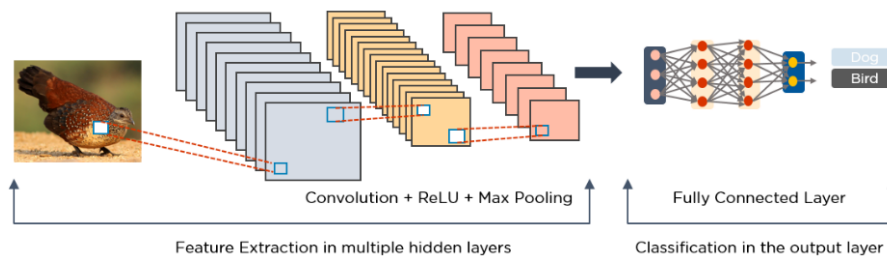 Dog
Bird
Convolution + ReLU + Max Pooling
Fully Connected Layer
Feature Extraction in multiple hidden layers
Classification in the output layer